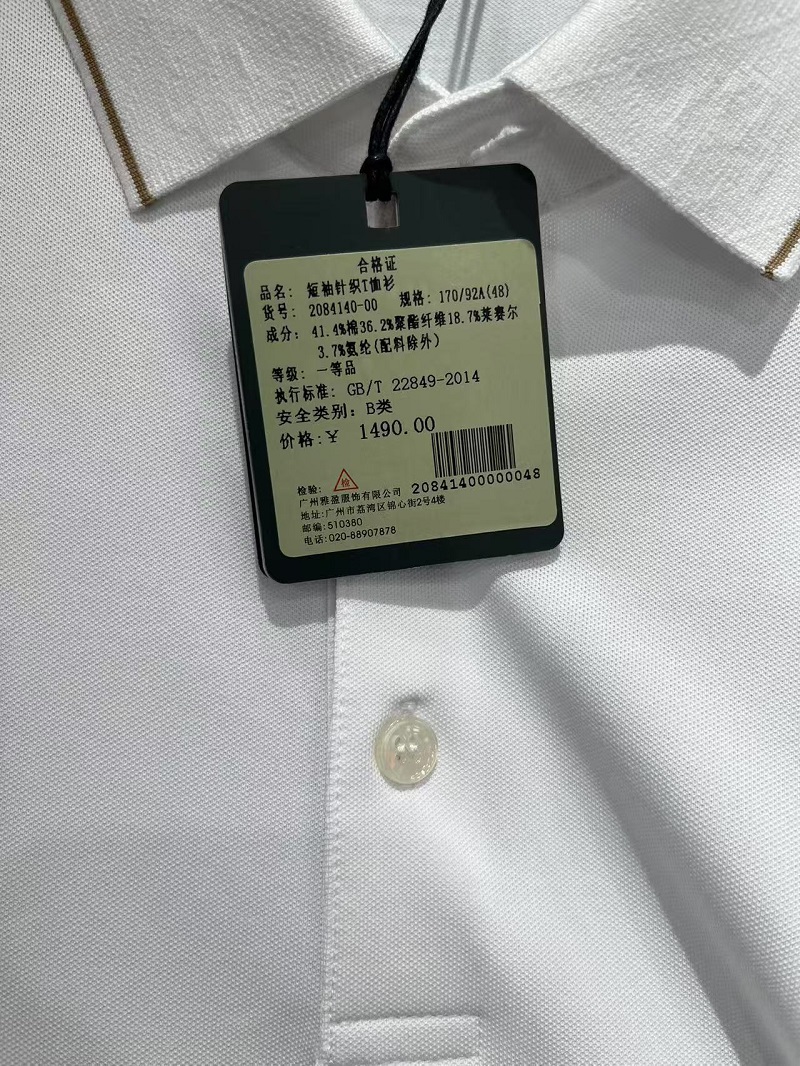 合格证
品名: 短袖针织T恤衫
货号: 2084140-00 规格: 170/92A(48)
成分: 41.4%棉36.2%聚酯纤维18.7%莱赛尔
3.7%氨纶(配料除外)
等级: 一等品
执行标准: GB/T 22849-2014
安全类别: B类
价格:¥ 1490.00
20841400000048
检验: 检
广州雅盈服饰有限公司
地址:广州市荔湾区锦心街2号4楼
邮编:510380
电话:020-88907878